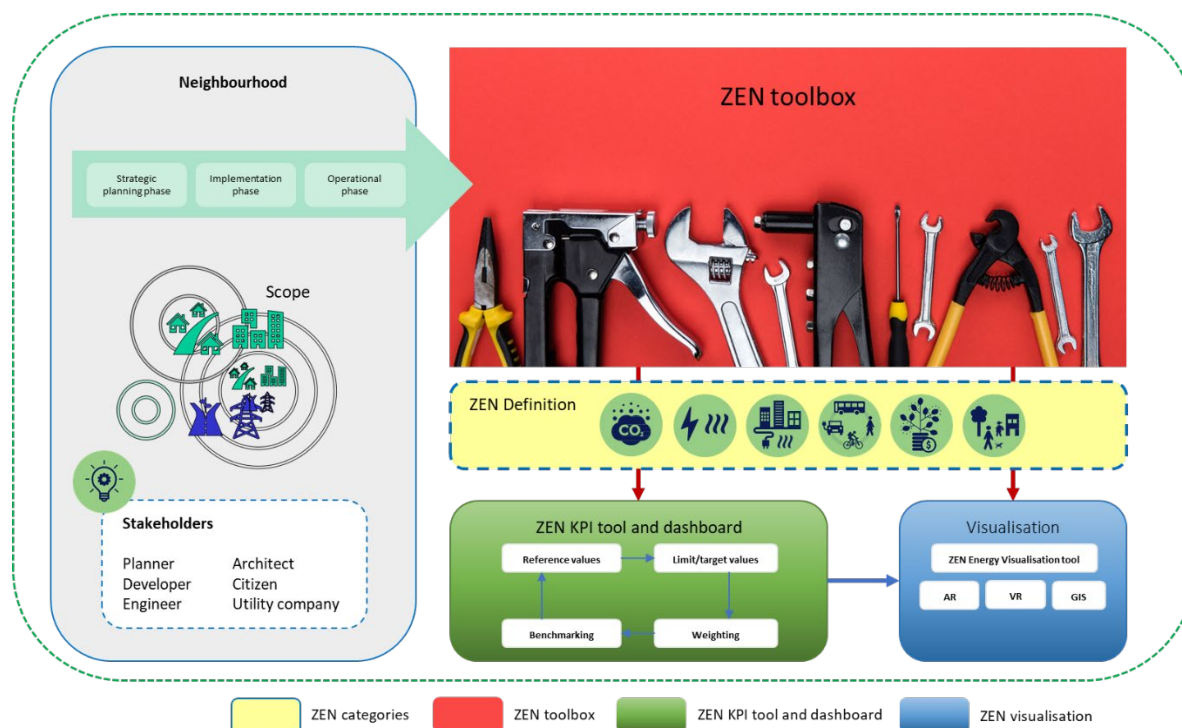 Neighbourhood
Strategic
planning phase
Implementation
phase
Operational
phase
Scope
Stakeholders
Planner Architect
Developer Citizen
Engineer Utility company
ZEN toolbox
ZEN Definition
CO₂
$
ZEN KPI tool and dashboard
Reference values
Limit/target values
Benchmarking
Weighting
Visualisation
ZEN Energy Visualisation tool
AR
VR
GIS
ZEN categories
ZEN toolbox
ZEN KPI tool and dashboard
ZEN visualisation